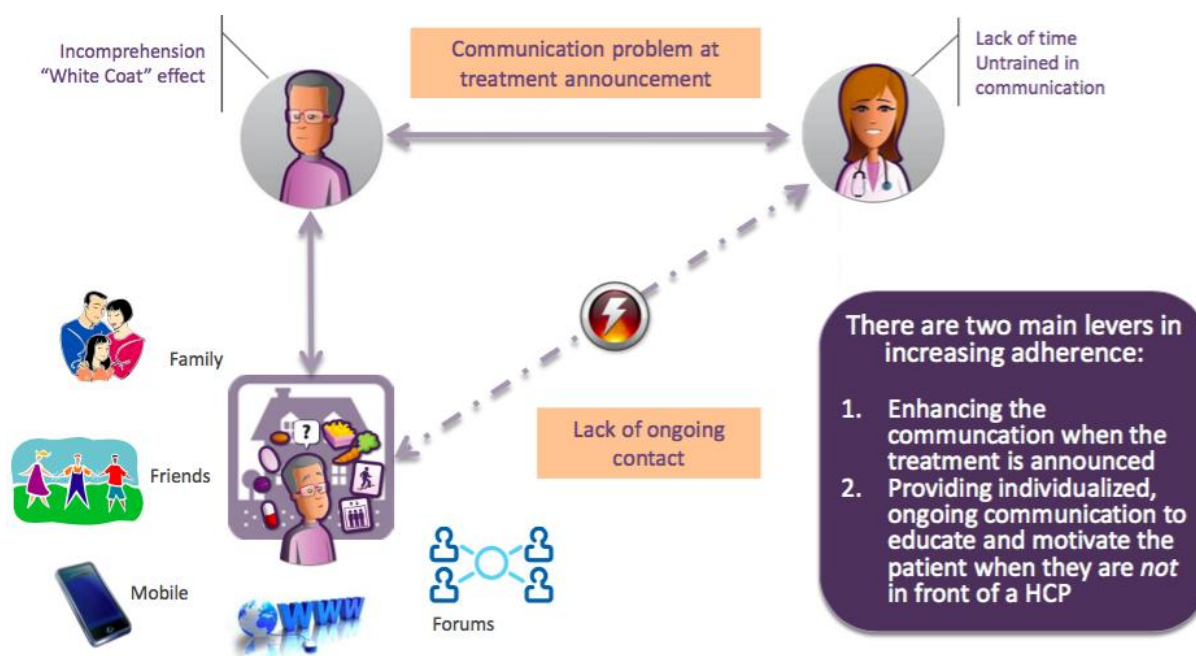 Incomprehension
“White Coat” effect
Communication problem at
treatment announcement
Lack of time
Untrained in
communication
Family
Friends
Mobile
?
WWW
Forums
Lack of ongoing
contact
There are two main levers in
increasing adherence:
1. Enhancing the
communcation when the
treatment is announced
2. Providing individualized,
ongoing communication to
educate and motivate the
patient when they are not
in front of a HCP